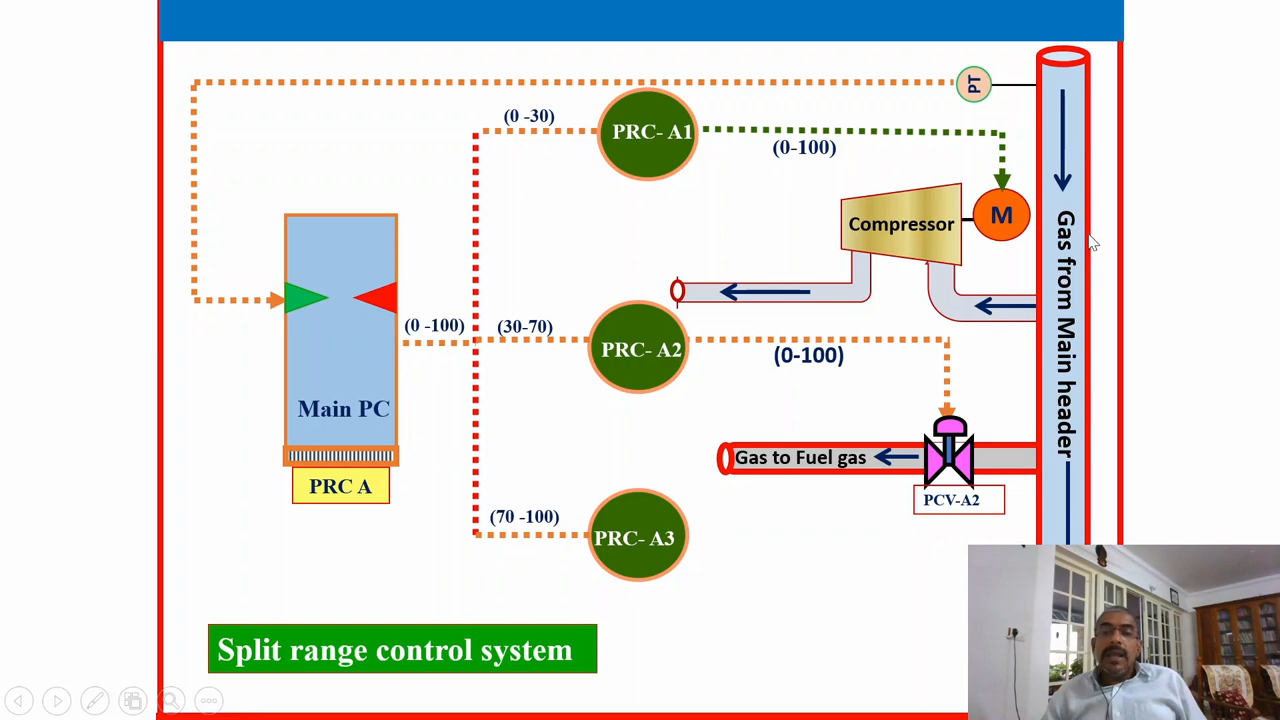 PT
(0 -30)
PRC- A1
(0-100)
M
Compressor
Gas from Main header
(0 -100)
(30-70)
PRC- A2
(0-100)
Main PC
Gas to Fuel gas
PRC A
PCV-A2
(70 -100)
PRC- A3
Split range control system